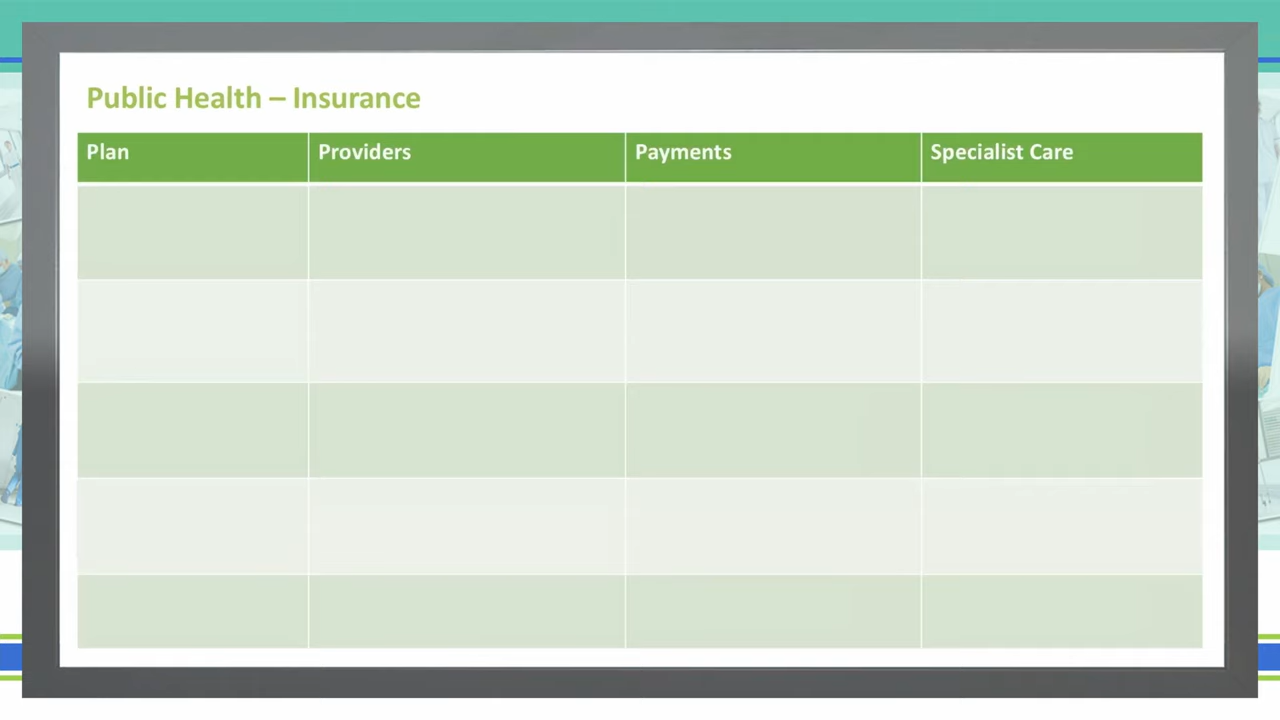 Public Health – Insurance
Plan Providers Payments Specialist Care